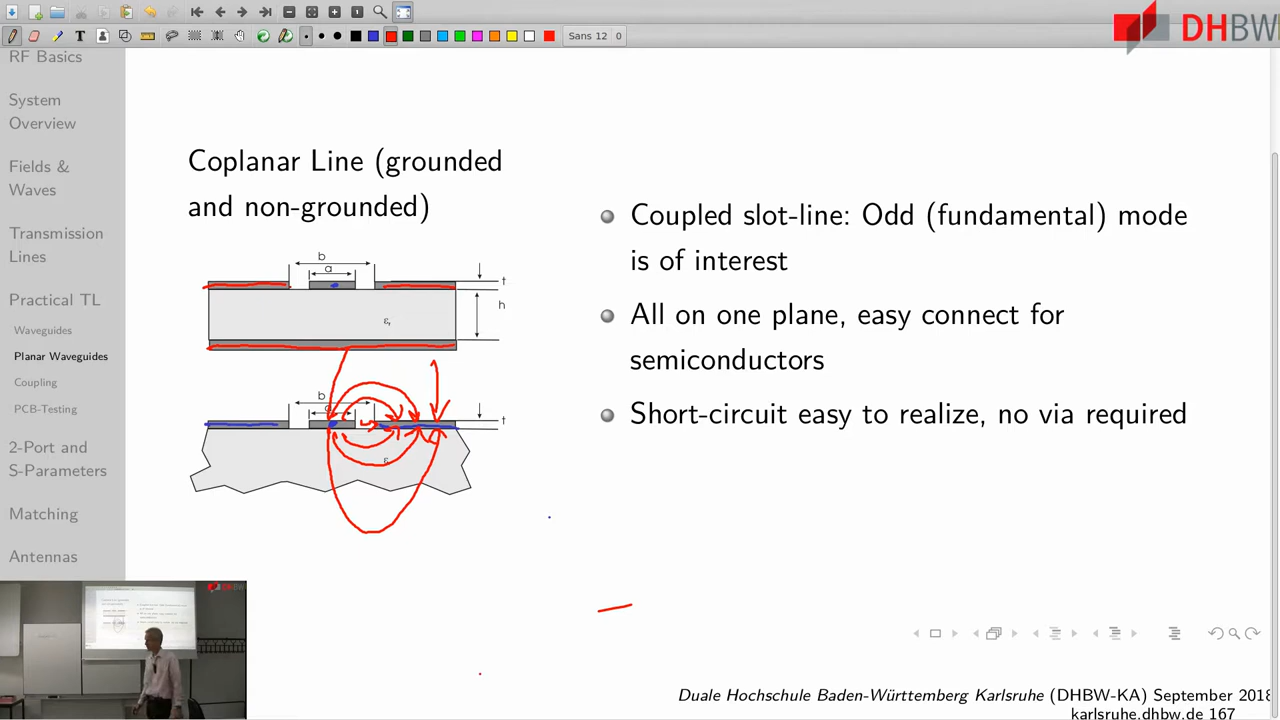 Sans 12 0
DHBW
RF Basics
System
Overview
Fields &
Waves
Transmission
Lines
Practical TL
Waveguides
Planar Waveguides
Coupling
PCB-Testing
2-Port and
S-Parameters
Matching
Antennas
Coplanar Line (grounded
and non-grounded)
b
a
t
h
εr
b
a
t
ε
Coupled slot-line: Odd (fundamental) mode
is of interest
All on one plane, easy connect for
semiconductors
Short-circuit easy to realize, no via required
Duale Hochschule Baden-Württemberg Karlsruhe (DHBW-KA) September 2018
karlsruhe.dhbw.de 167